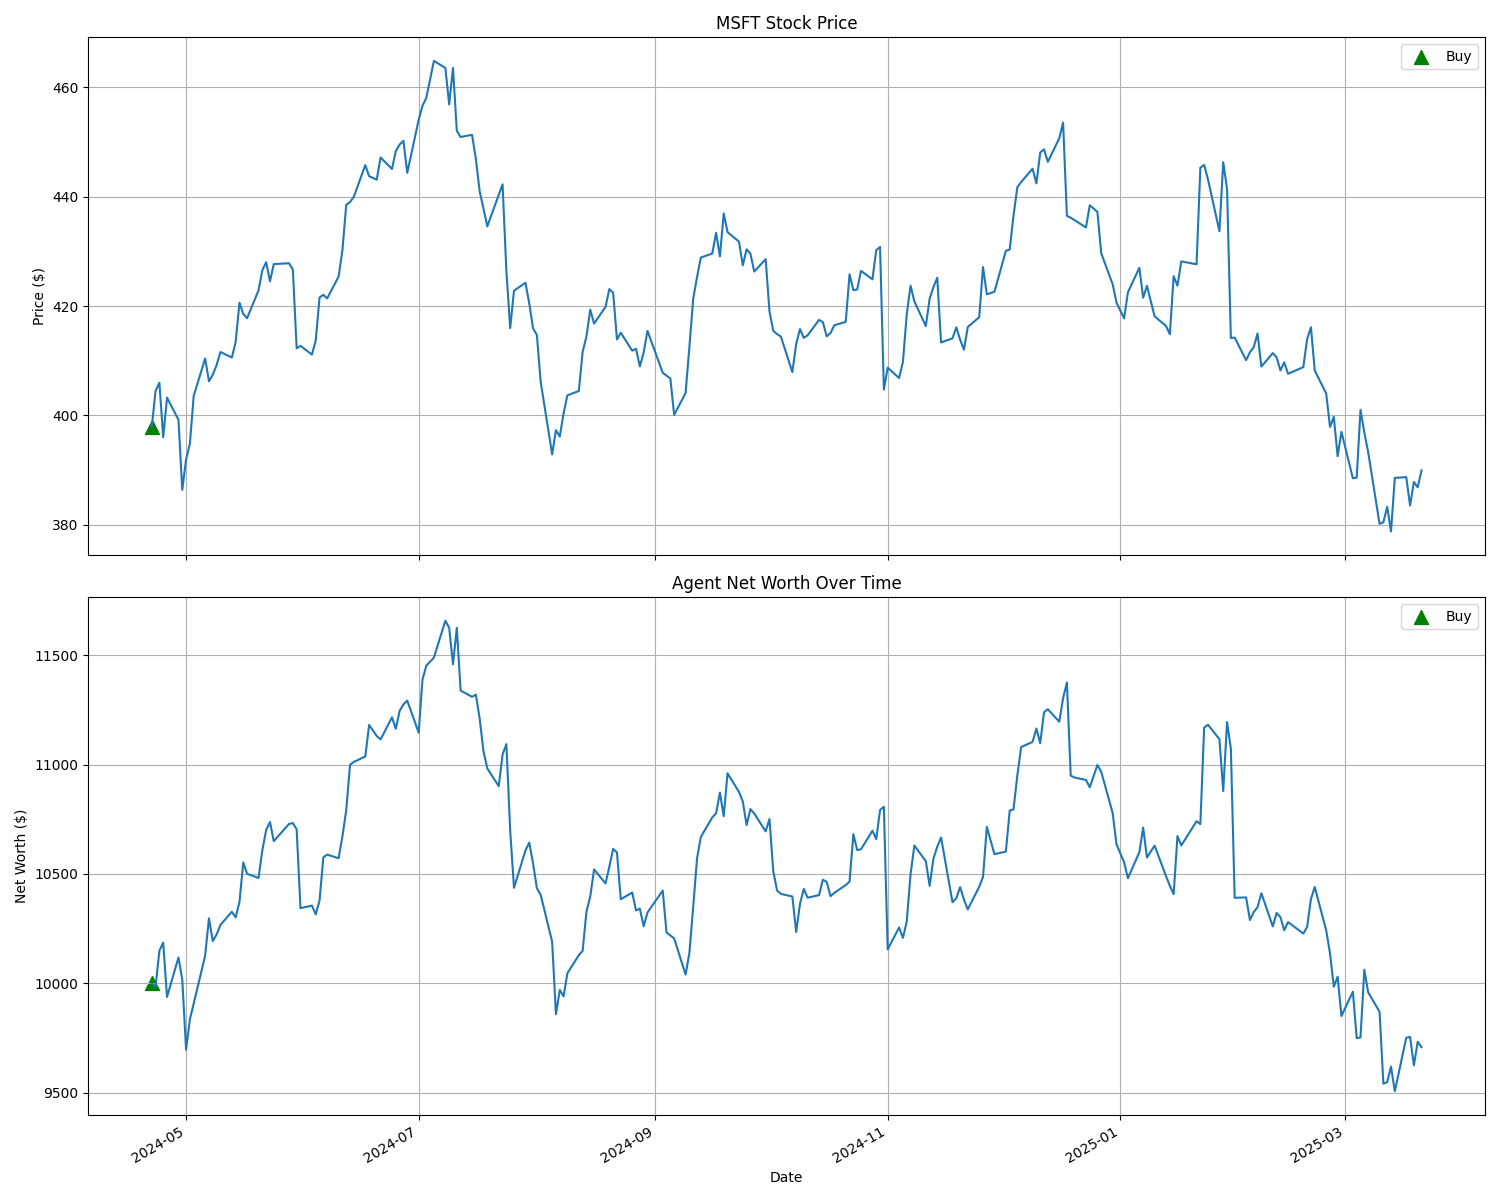 MSFT Stock Price
Buy
Price ($)
460
440
420
400
380
Agent Net Worth Over Time
Buy
Net Worth ($)
11500
11000
10500
10000
9500
2024-05
2024-07
2024-09
2024-11
2025-01
2025-03
Date